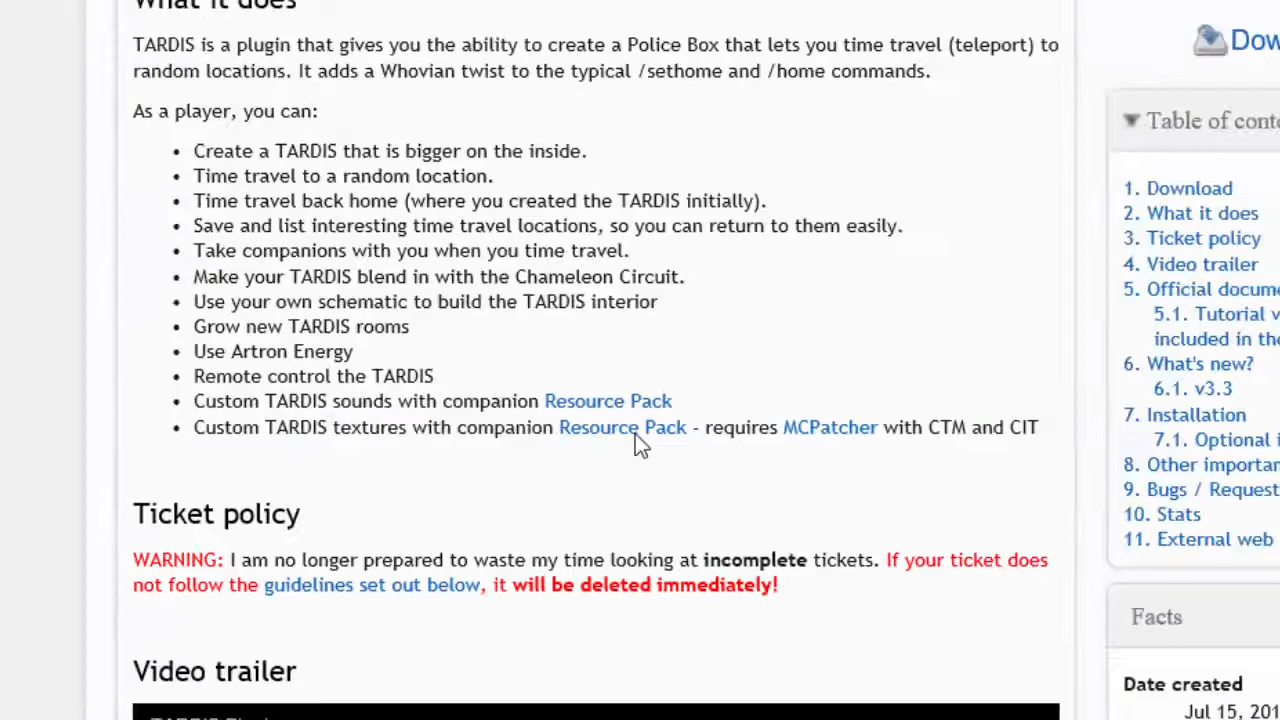 What it does
TARDIS is a plugin that gives you the ability to create a Police Box that lets you time travel (teleport) to
random locations. It adds a Whovian twist to the typical /sethome and /home commands.
As a player, you can:
• Create a TARDIS that is bigger on the inside.
• Time travel to a random location.
• Time travel back home (where you created the TARDIS initially).
• Save and list interesting time travel locations, so you can return to them easily.
• Take companions with you when you time travel.
• Make your TARDIS blend in with the Chameleon Circuit.
• Use your own schematic to build the TARDIS interior
• Grow new TARDIS rooms
• Use Artron Energy
• Remote control the TARDIS
• Custom TARDIS sounds with companion Resource Pack
• Custom TARDIS textures with companion Resource Pack - requires MCPatcher with CTM and CIT
Ticket policy
WARNING: I am no longer prepared to waste my time looking at incomplete tickets. If your ticket does
not follow the guidelines set out below, it will be deleted immediately!
Video trailer
Dow
Table of conte
1. Download
2. What it does
3. Ticket policy
4. Video trailer
5. Official docume
5.1. Tutorial v
included in the
6. What's new?
6.1. v3.3
7. Installation
7.1. Optional i
8. Other importan
9. Bugs / Request
10. Stats
11. External web
Facts
Date created
Jul 15, 201